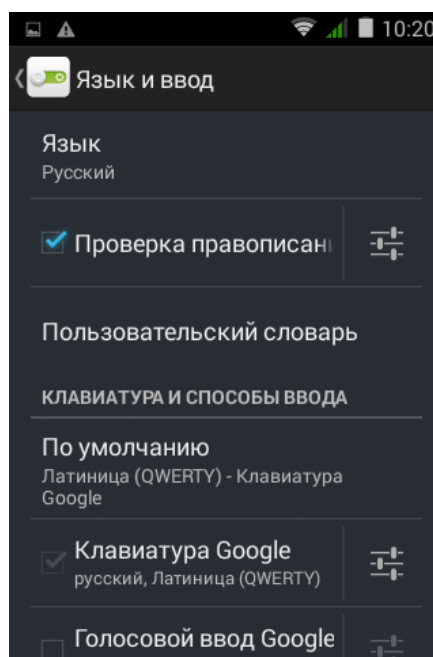 10:20
Язык и ввод
Язык
Русский
Проверка правописани
Пользовательский словарь
КЛАВИАТУРА И СПОСОБЫ ВВОДА
По умолчанию
Латиница (QWERTY) - Клавиатура
Google
Клавиатура Google
русский, Латиница (QWERTY)
Голосовой ввод Google